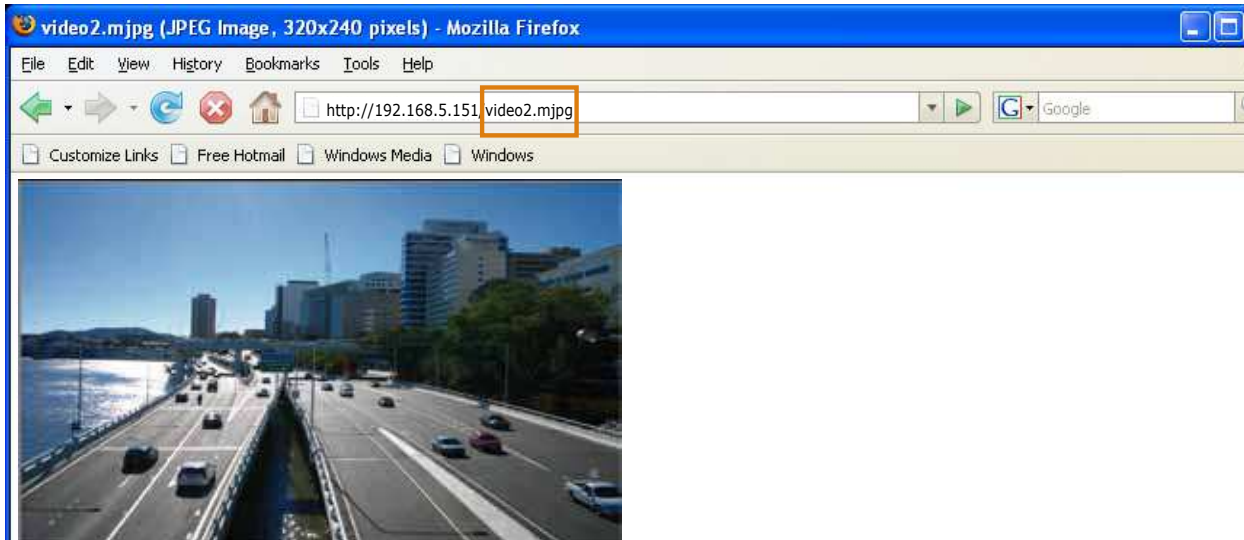 video2.mjpg (JPEG Image, 320x240 pixels) - Mozilla Firefox
File Edit View History Bookmarks Tools Help
http://192.168.5.151/video2.mjpg G Google
Customize Links Free Hotmail Windows Media Windows